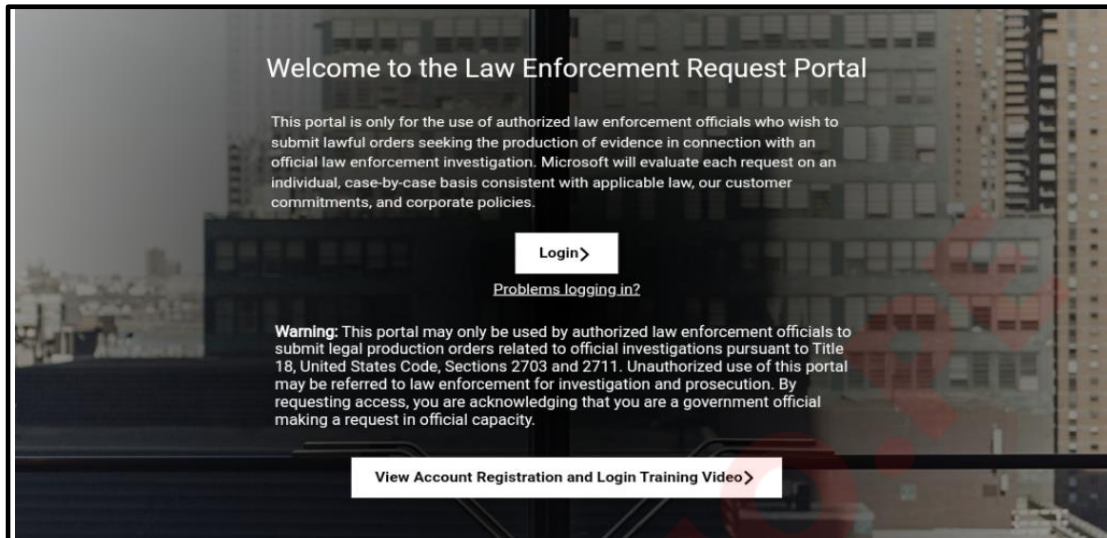 Welcome to the Law Enforcement Request Portal
This portal is only for the use of authorized law enforcement officials who wish to
submit lawful orders seeking the production of evidence in connection with an
official law enforcement investigation. Microsoft will evaluate each request on an
individual, case-by-case basis consistent with applicable law, our customer
commitments, and corporate policies.
Login
Problems logging in?
Warning: This portal may only be used by authorized law enforcement officials to
submit legal production orders related to official investigations pursuant to Title
18, United States Code, Sections 2703 and 2711. Unauthorized use of this portal
may be referred to law enforcement for investigation and prosecution. By
requesting access, you are acknowledging that you are a government official
making a request in official capacity.
View Account Registration and Login Training Video